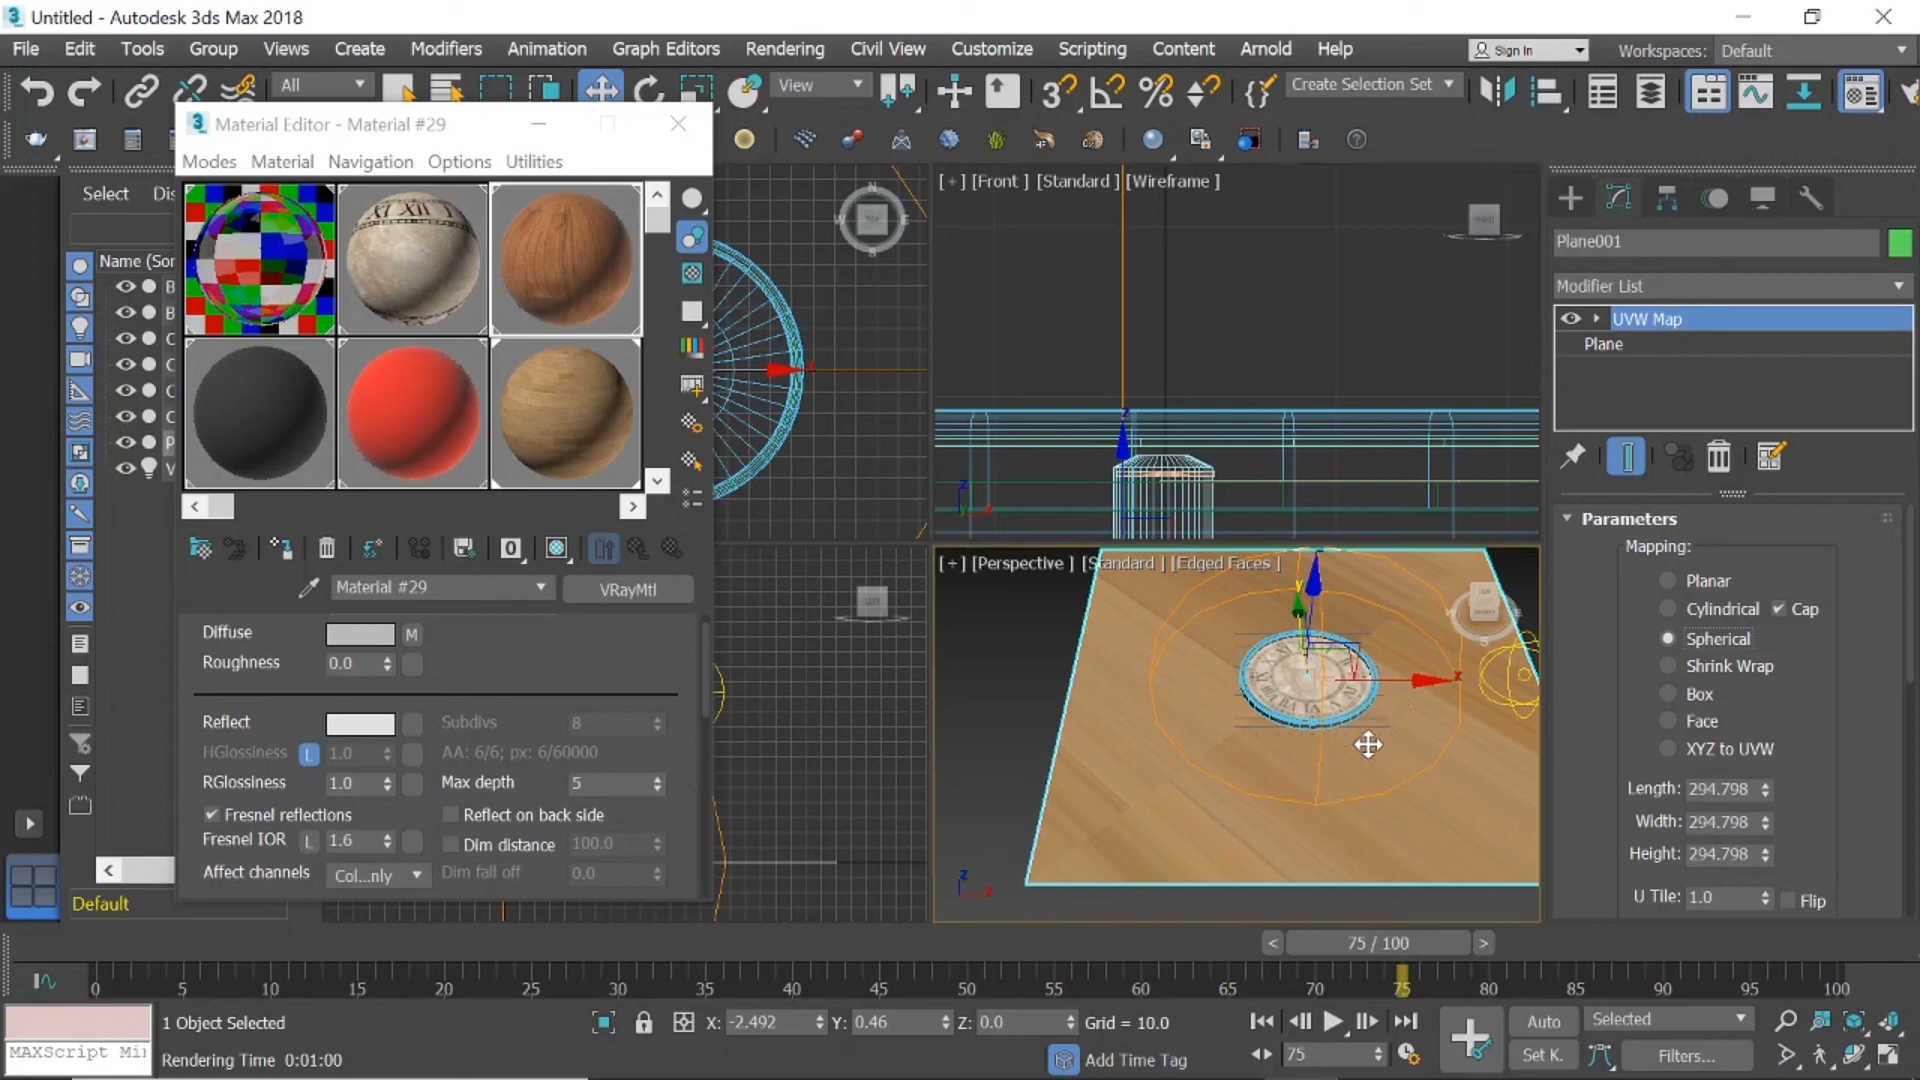 Untitled - Autodesk 3ds Max 2018
File Edit Tools Group Views Create Modifiers Animation Graph Editors Rendering Civil View Customize Scripting Content Arnold Help Sign In Workspaces: Default
All View Create Selection Set
Material Editor - Material #29
Modes Material Navigation Options Utilities
Select
Name (Sor
[+] [Front ] [Standard ] [Wireframe ]
Plane001
Modifier List
UVW Map
Plane
Parameters
Mapping:
Planar
Cylindrical Cap
Spherical
Shrink Wrap
Box
Face
XYZ to UVW
Length: 294.798
Width: 294.798
Height: 294.798
U Tile: 1.0 Flip
[+] [Perspective ] [Standard ] [Edged Faces ]
Material #29 VRayMtl
Diffuse M
Roughness 0.0
Reflect Subdivs 8
HGlossiness L 1.0 AA: 6/6; px: 6/60000
RGlossiness 1.0 Max depth 5
Fresnel reflections Reflect on back side
Fresnel IOR L 1.6 Dim distance 100.0
Affect channels Col...nly Dim fall off 0.0
Default
75 / 100
0 5 10 15 20 25 30 35 40 45 50 55 60 65 70 75 80 85 90 95 100
1 Object Selected X: -2.492 Y: 0.46 Z: 0.0 Grid = 10.0 Auto Selected
MAXScript Mi Rendering Time 0:01:00 Add Time Tag 75 Set K. Filters...